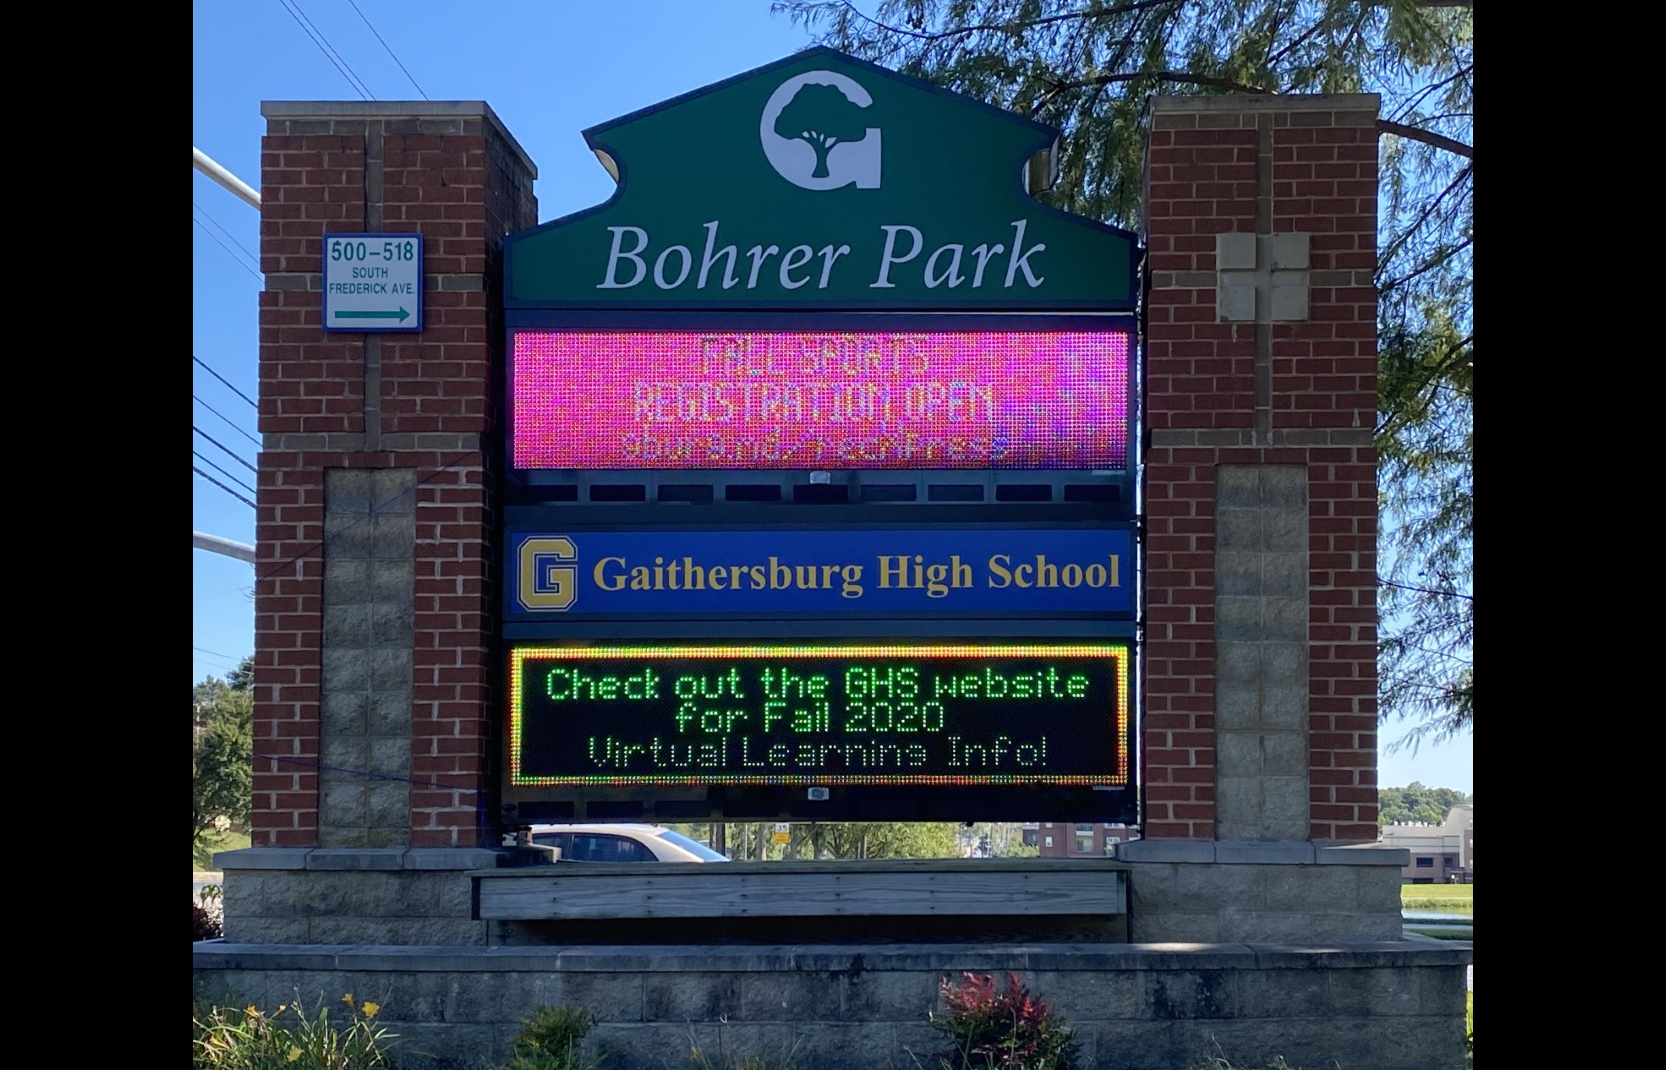 Bohrer Park
500-518
SOUTH
FREDERICK AVE.
FALL SPORTS
REGISTRATION OPEN
G Gaithersburg High School
Check out the GHS website
for Fall 2020
Virtual Learning Info!
35